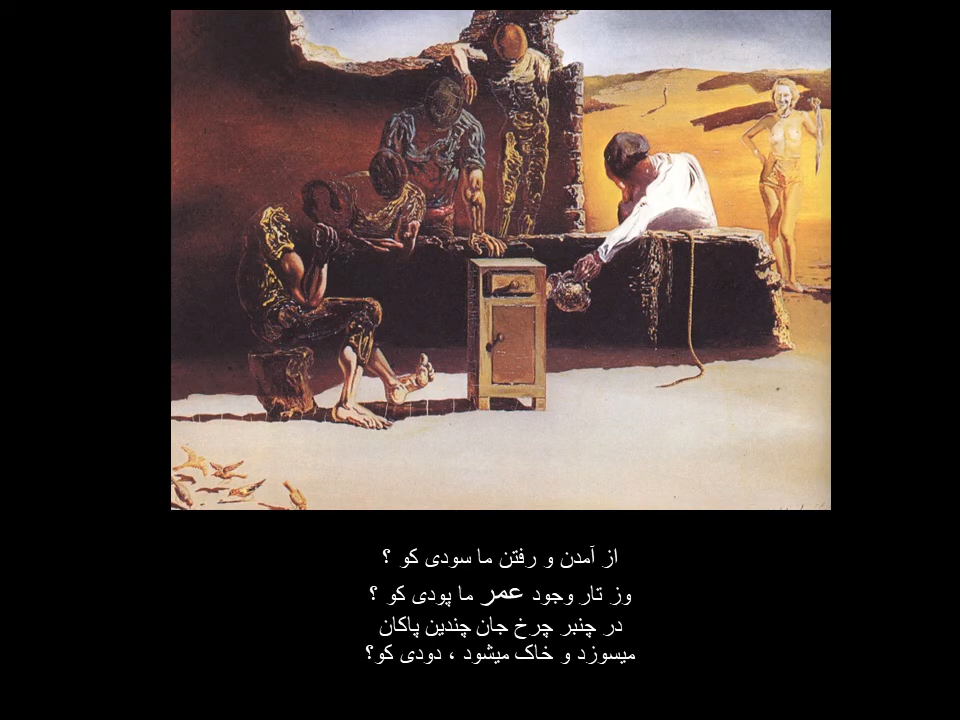 از آمدن و رفتن ما سودی کو ؟
وز تار وجود عمر ما پودی کو ؟
در چنبر چرخ جان چندین پاکان
میسوزد و خاک میشود ، دودی کو؟